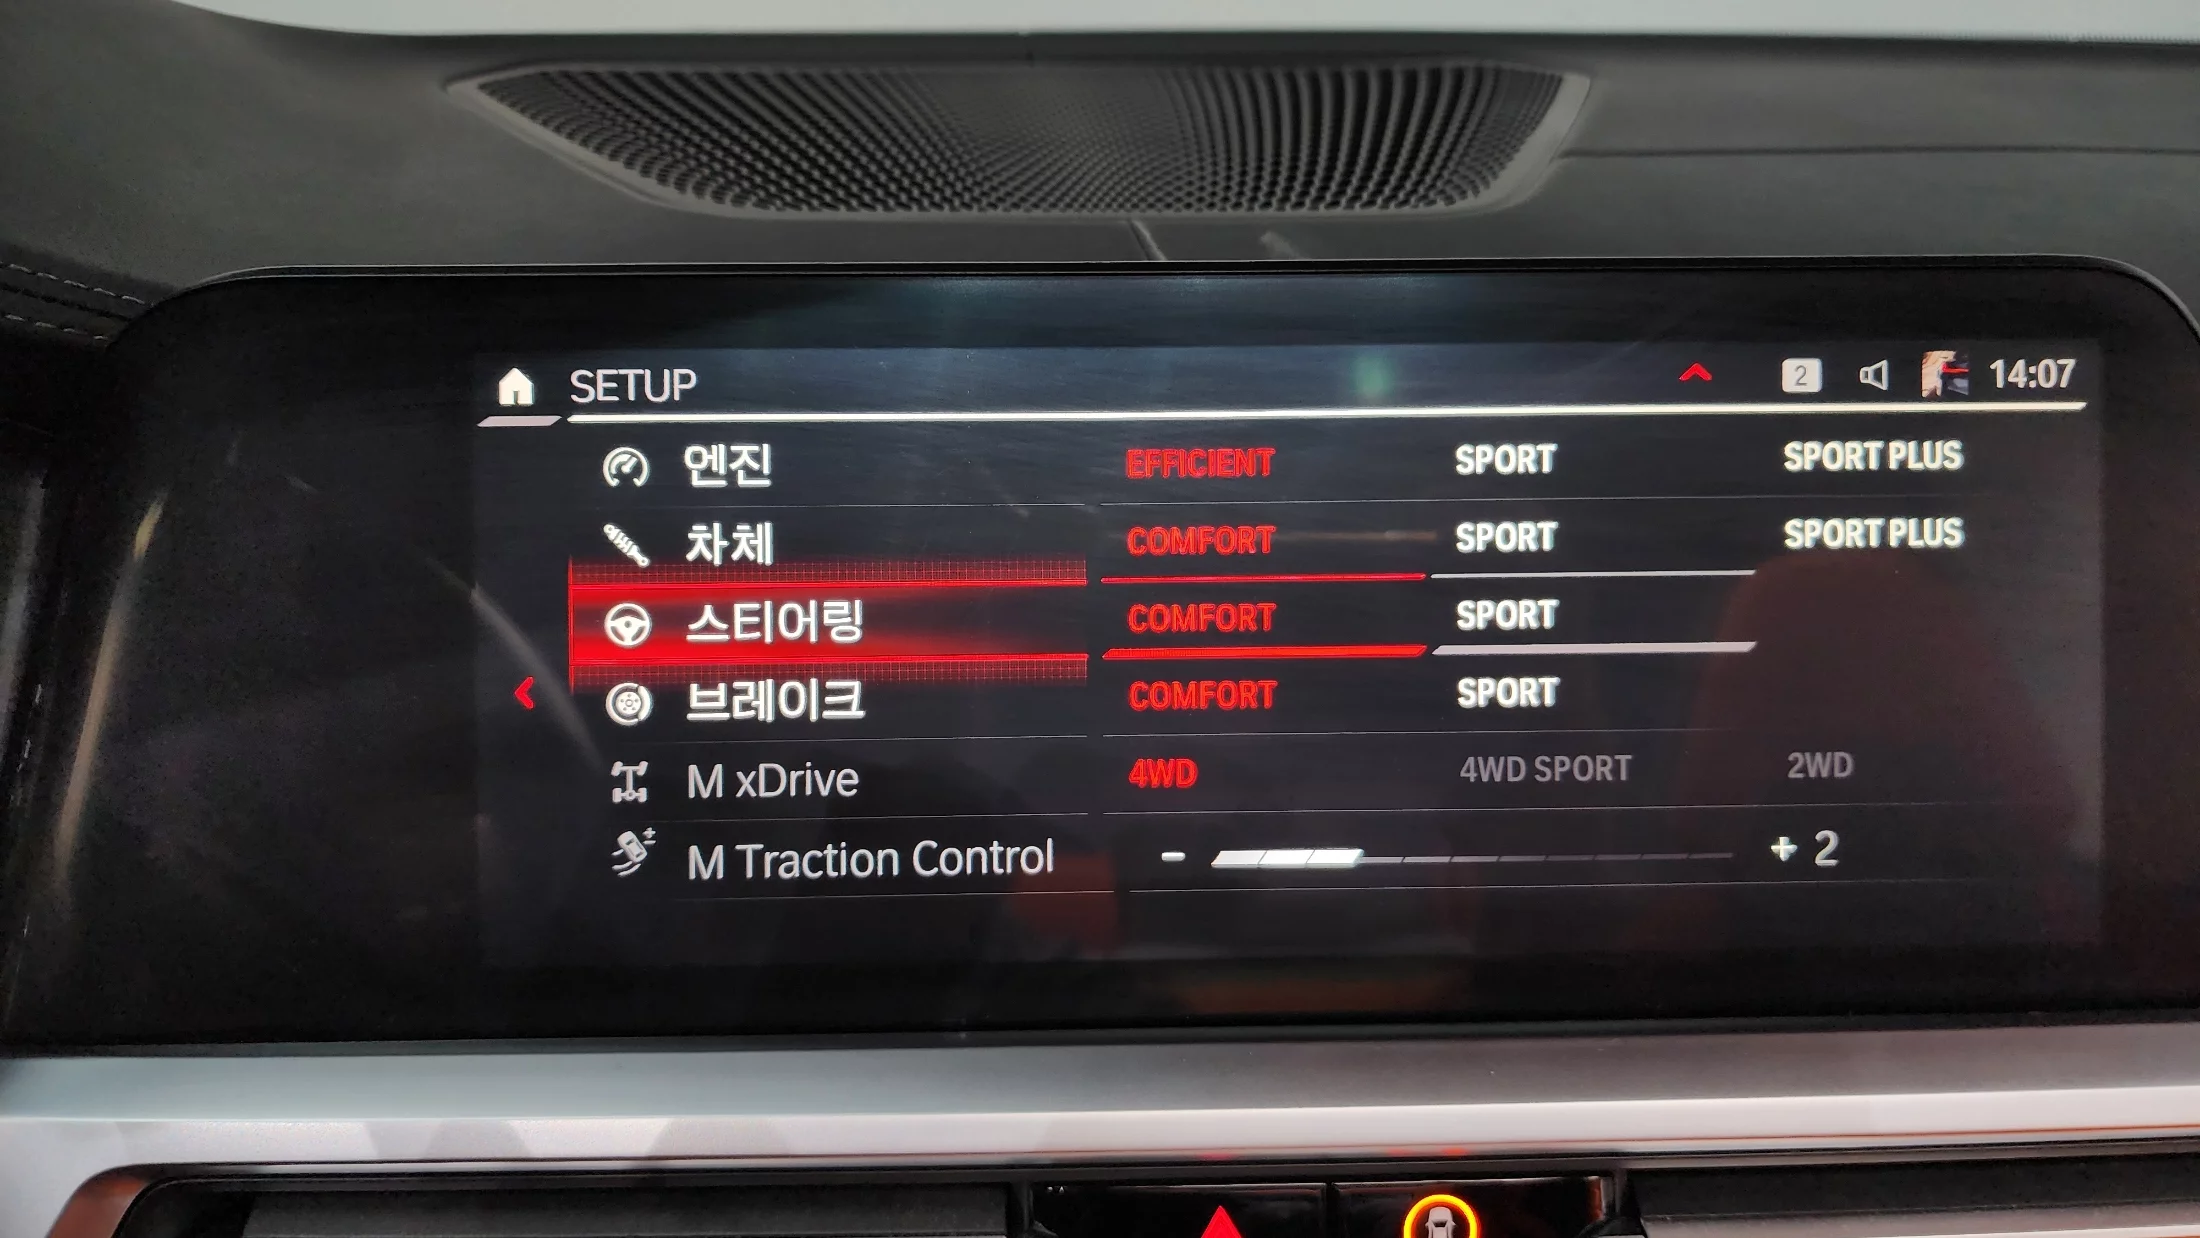 SETUP 2 14:07
엔진 EFFICIENT SPORT SPORT PLUS
차체 COMFORT SPORT SPORT PLUS
스티어링 COMFORT SPORT
브레이크 COMFORT SPORT
M xDrive 4WD 4WD SPORT 2WD
M Traction Control - + 2